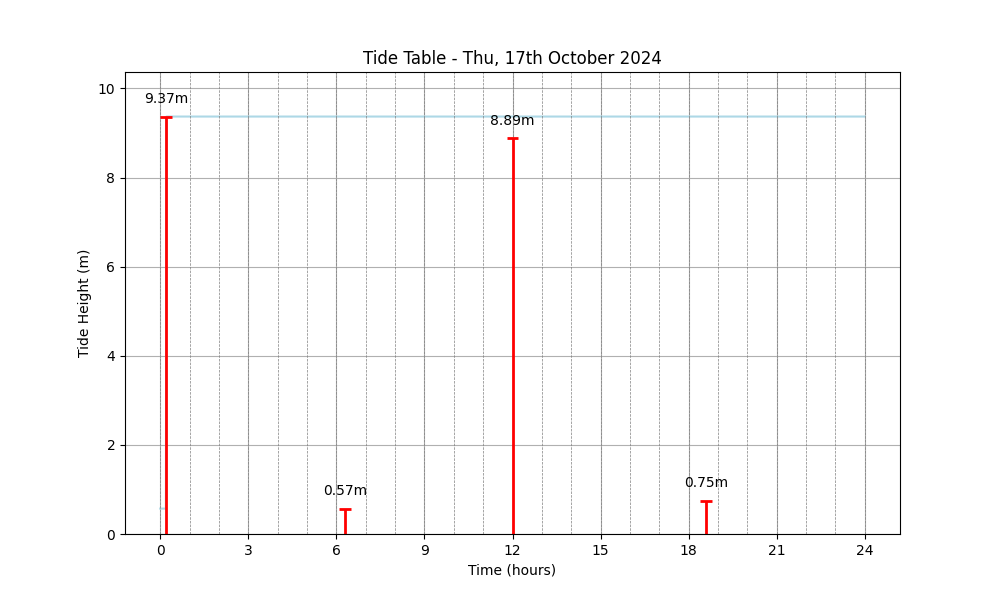 Tide Table - Thu, 17th October 2024
10
9.37m
8.89m
8
6
Tide Height (m)
4
2
0.57m
0.75m
0
0 3 6 9 12 15 18 21 24
Time (hours)